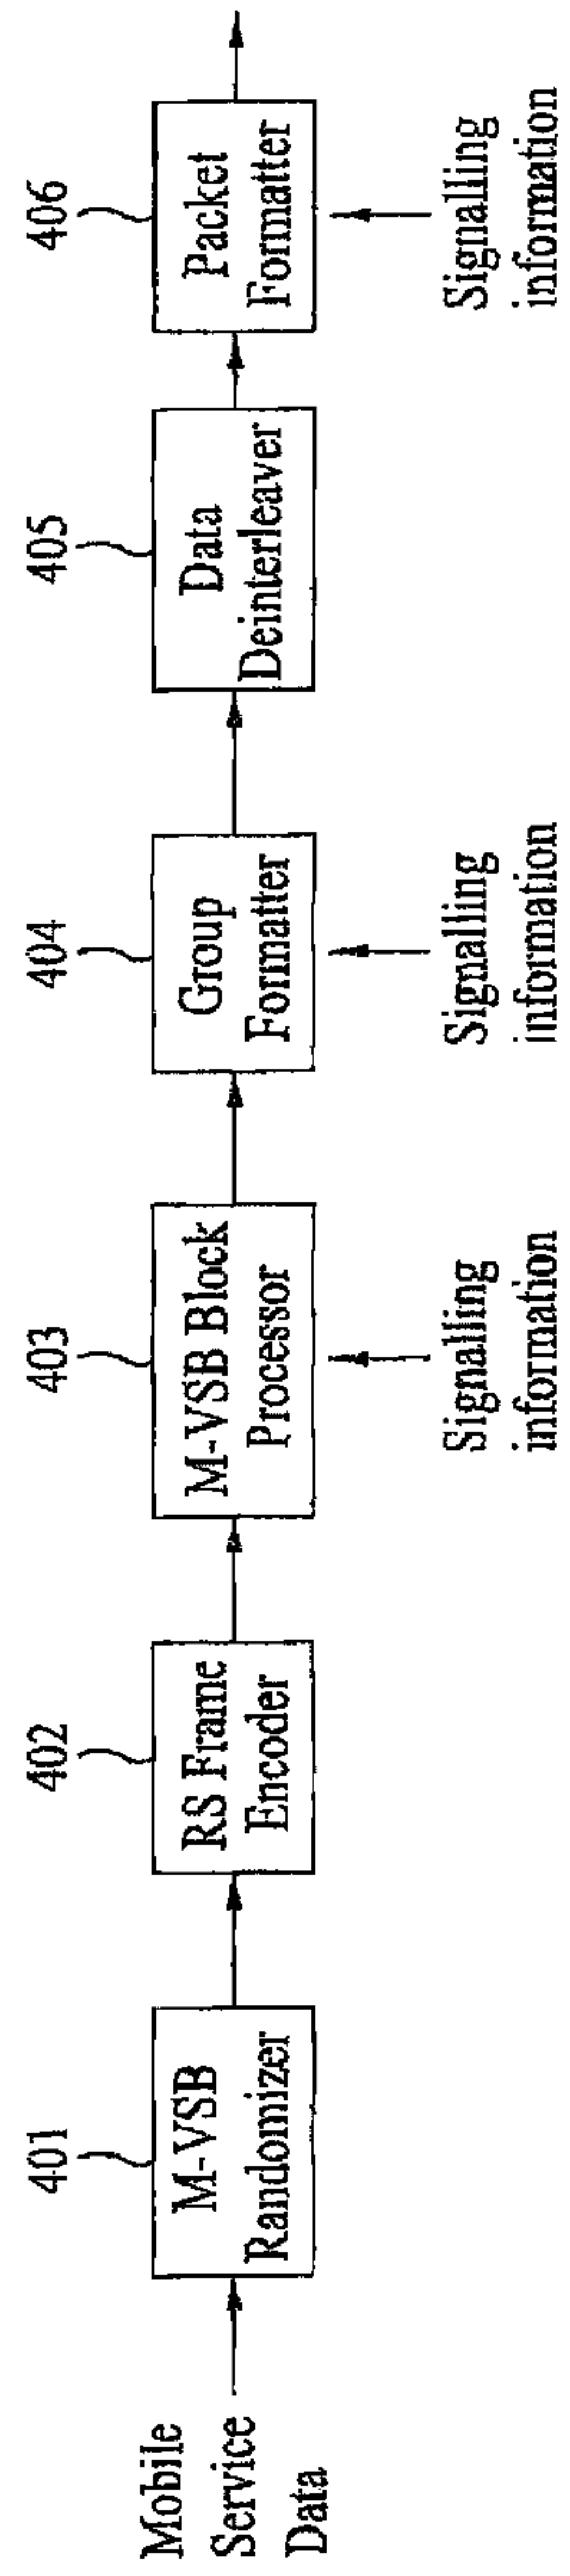 Mobile
Service
Data
401
M-VSB
Randomizer
402
RS Frame
Encoder
403
M-VSB Block
Processor
Signalling
information
404
Group
Formatter
Signalling
information
405
Data
Deinterleaver
406
Packet
Formatter
Signalling
information